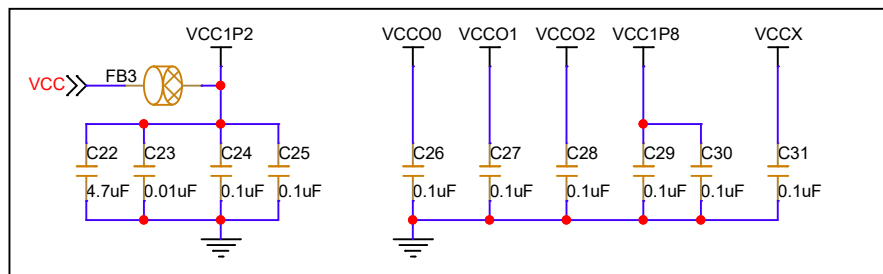 VCC1P2 VCCO0 VCCO1 VCCO2 VCC1P8 VCCX
VCC FB3
C22 C23 C24 C25 C26 C27 C28 C29 C30 C31
4.7uF 0.01uF 0.1uF 0.1uF 0.1uF 0.1uF 0.1uF 0.1uF 0.1uF 0.1uF